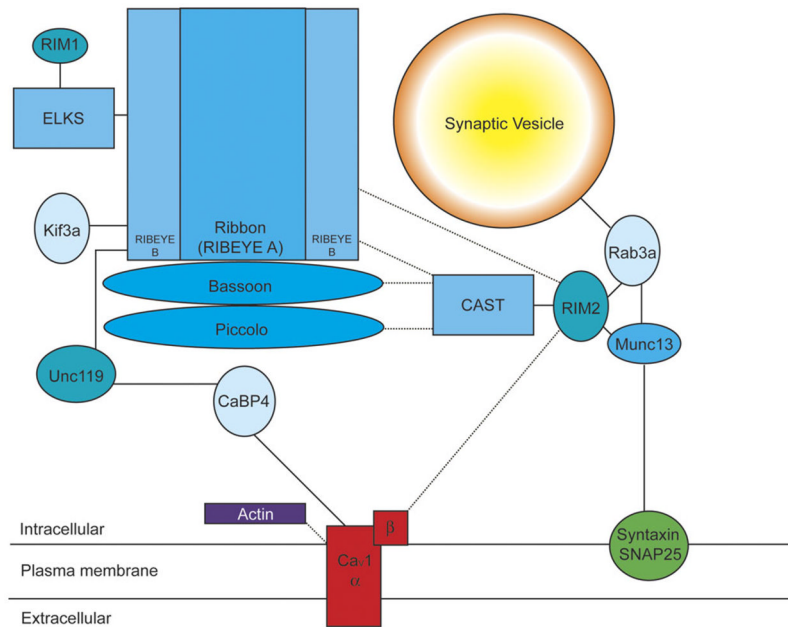 RIM1
ELKS
Synaptic Vesicle
Kif3a
RIBEYE
B
Ribbon
(RIBEYE A)
RIBEYE
B
Rab3a
Bassoon
CAST
RIM2
Piccolo
Munc13
Unc119
CaBP4
Actin
β
Intracellular
Syntaxin
SNAP25
Plasma membrane
Caᵥ1
α
Extracellular